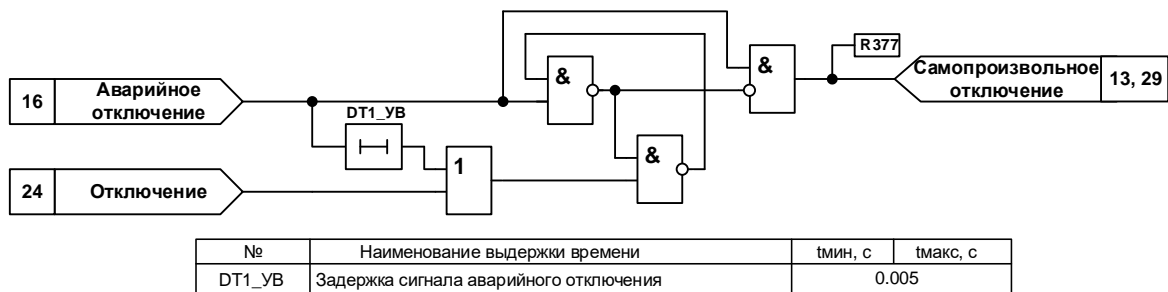 &
R377
&
16
Аварийное
отключение
Самопроизвольное
отключение
13, 29
DT1_УВ
&
1
24
Отключение
№ Наименование выдержки времени tмин, с tмакс, с
DT1_УВ Задержка сигнала аварийного отключения 0.005